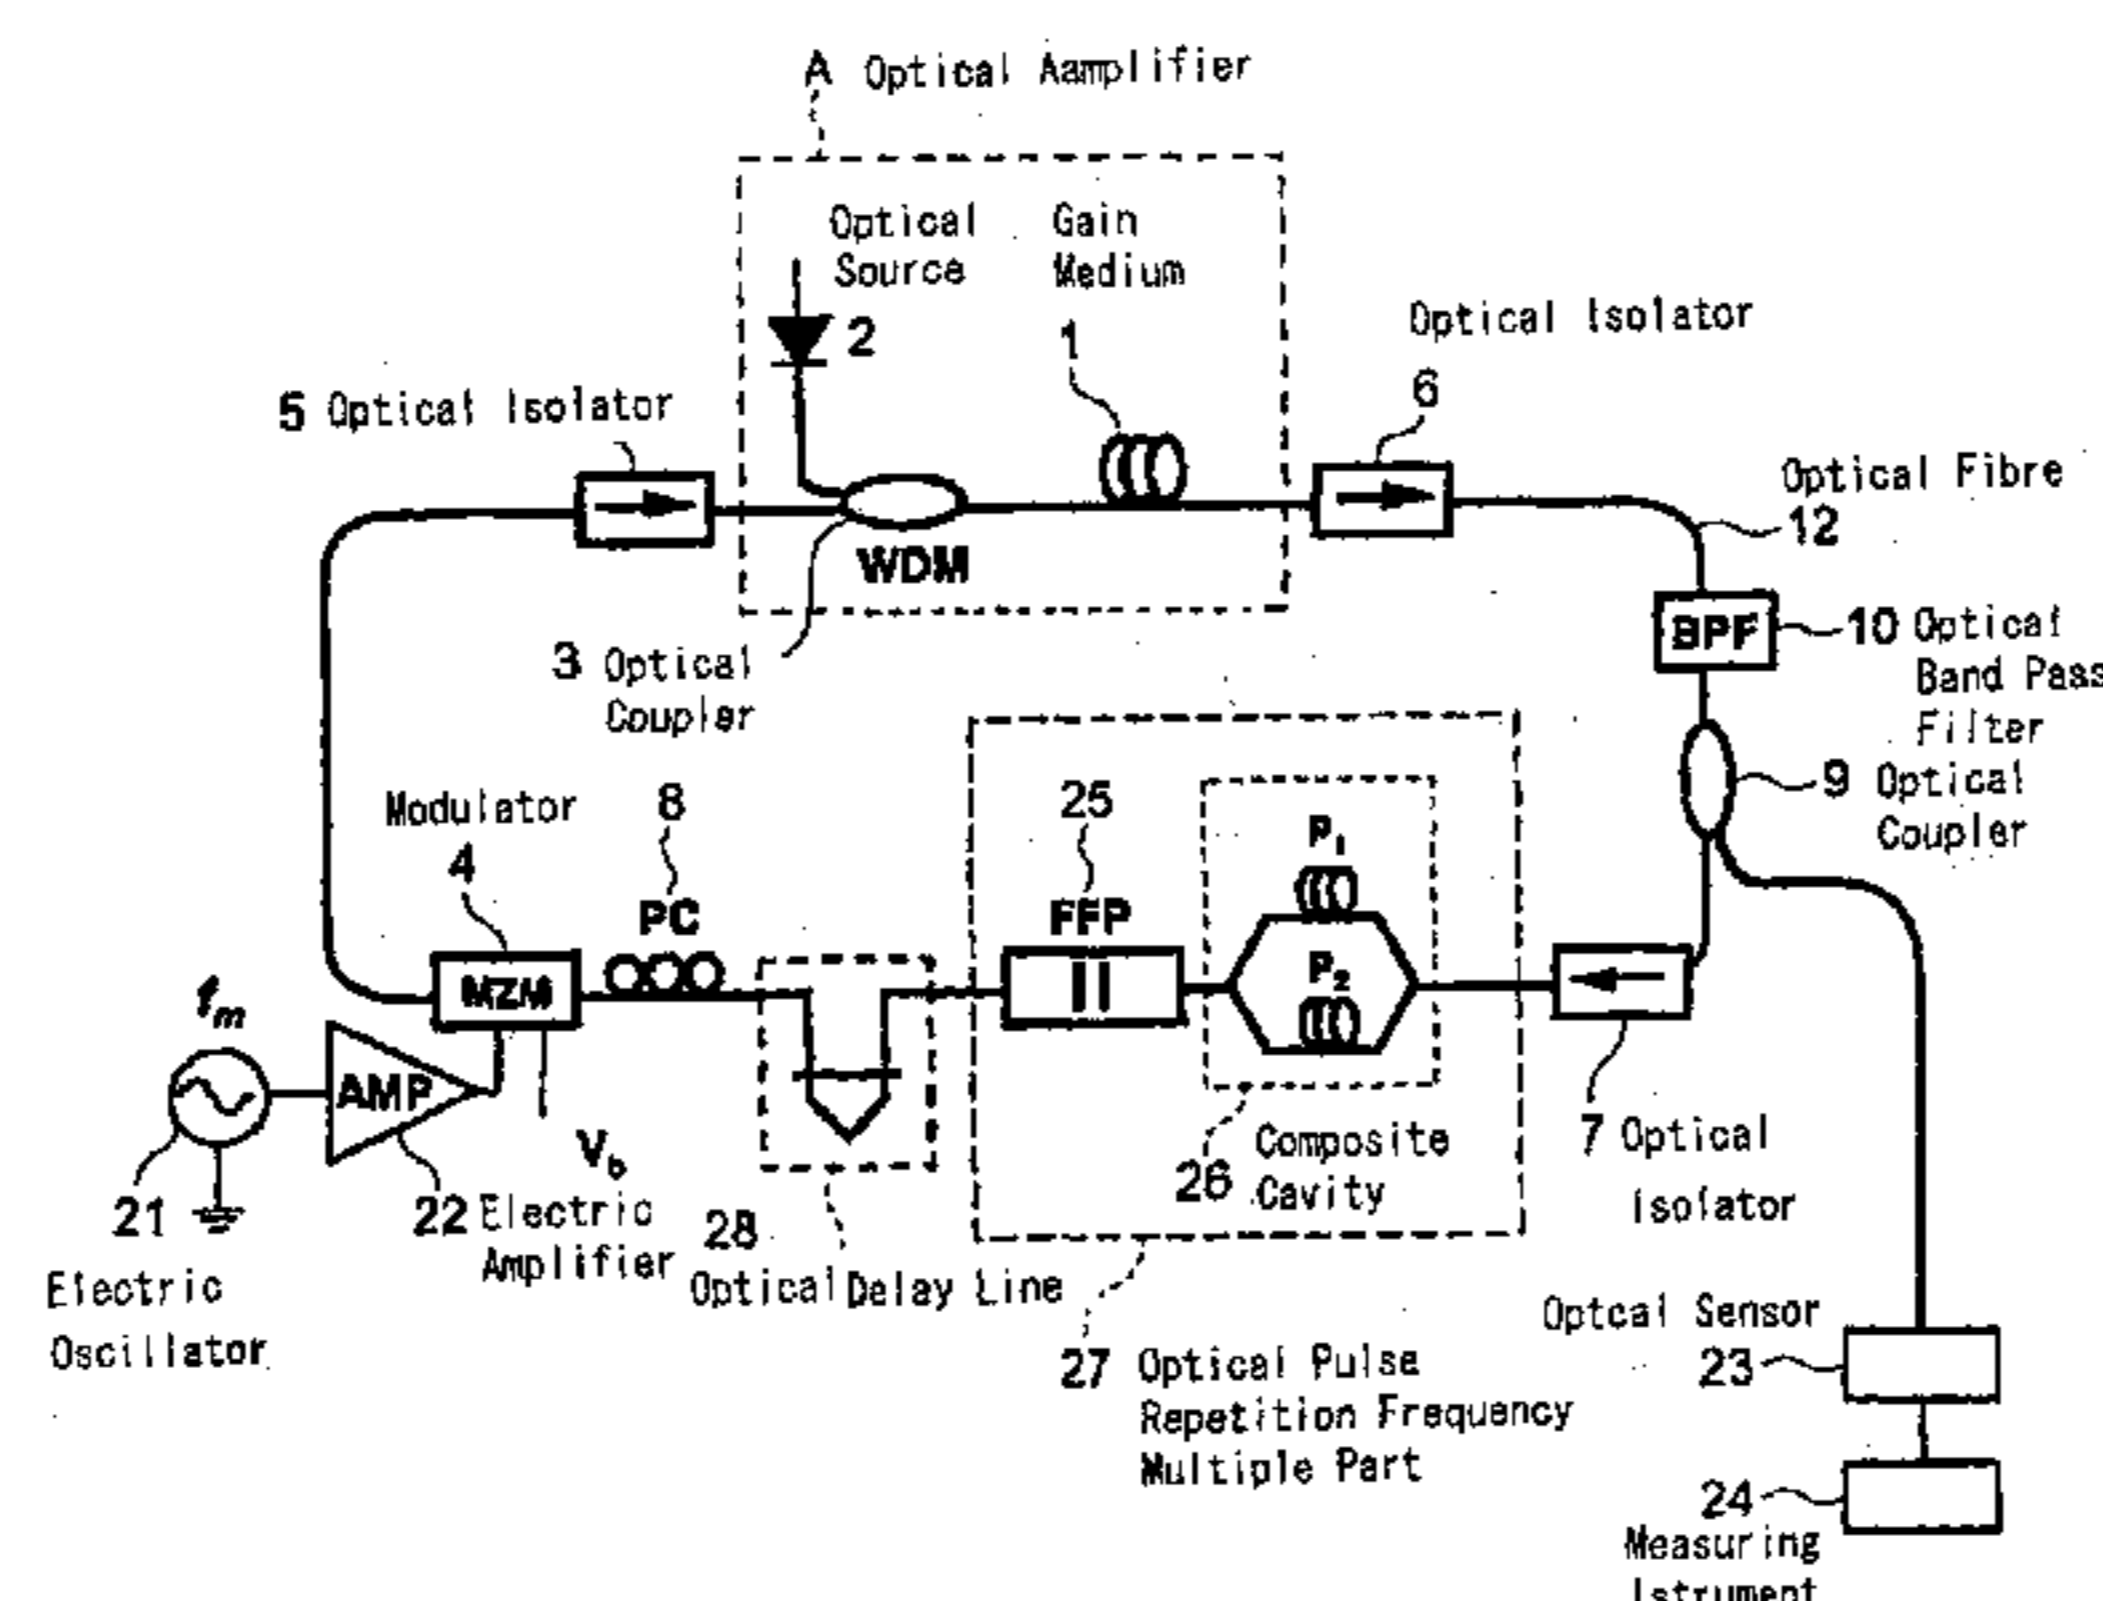 A Optical Aamplifier
Optical Gain
Source Medium
2
1
Optical Isolator
6
5 Optical Isolator
Optical Fibre
12
WDM
BPF
10 Optical
Band Pass
Filter
3 Optical
Coupler
9 Optical
Coupler
Modulator
4
8
PC
25
FFP
P1
P2
MZM
fm
AMP
Vb
21
Electric
Oscillator
22 Electric
Amplifier
28
Optical Delay Line
26 Composite
Cavity
7 Optical
Isolator
27 Optical Pulse
Repetition Frequency
Multiple Part
Optcal Sensor
23
24
Measuring
Istrument